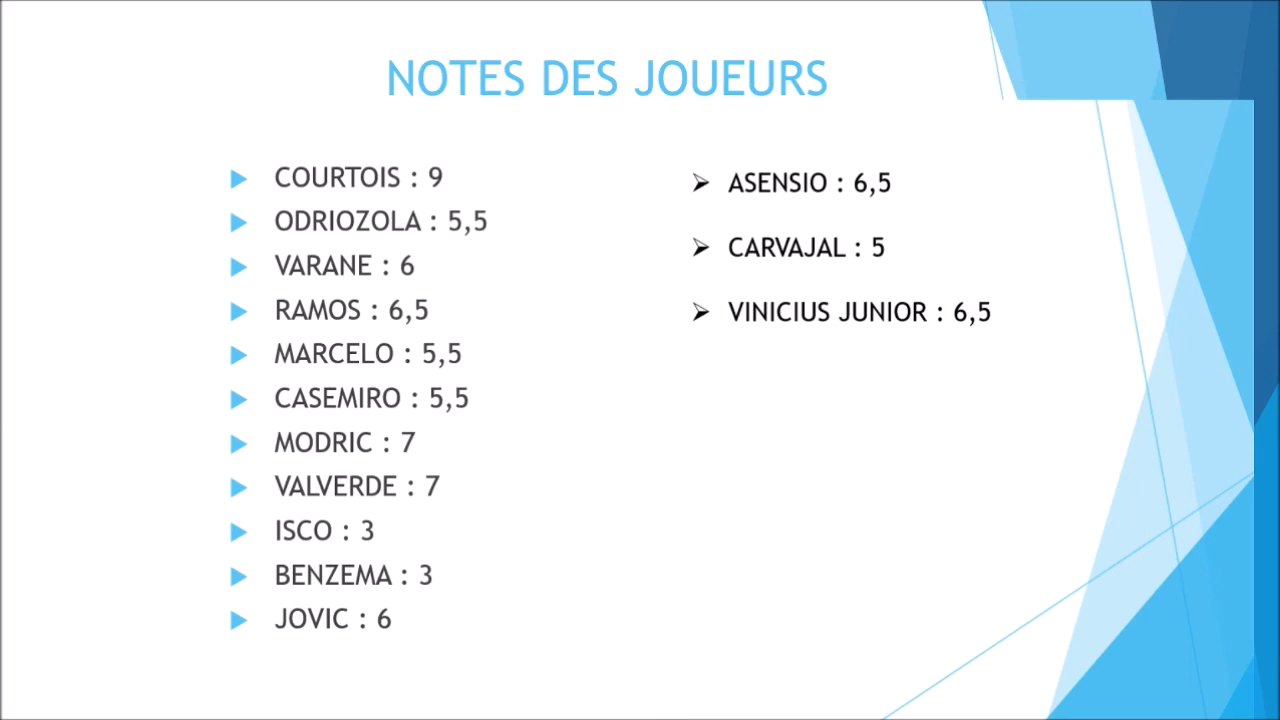 NOTES DES JOUEURS
COURTOIS : 9
ODRIOZOLA : 5,5
VARANE : 6
RAMOS : 6,5
MARCELO : 5,5
CASEMIRO : 5,5
MODRIC : 7
VALVERDE : 7
ISCO : 3
BENZEMA : 3
JOVIC : 6
ASENSIO : 6,5
CARVAJAL : 5
VINICIUS JUNIOR : 6,5